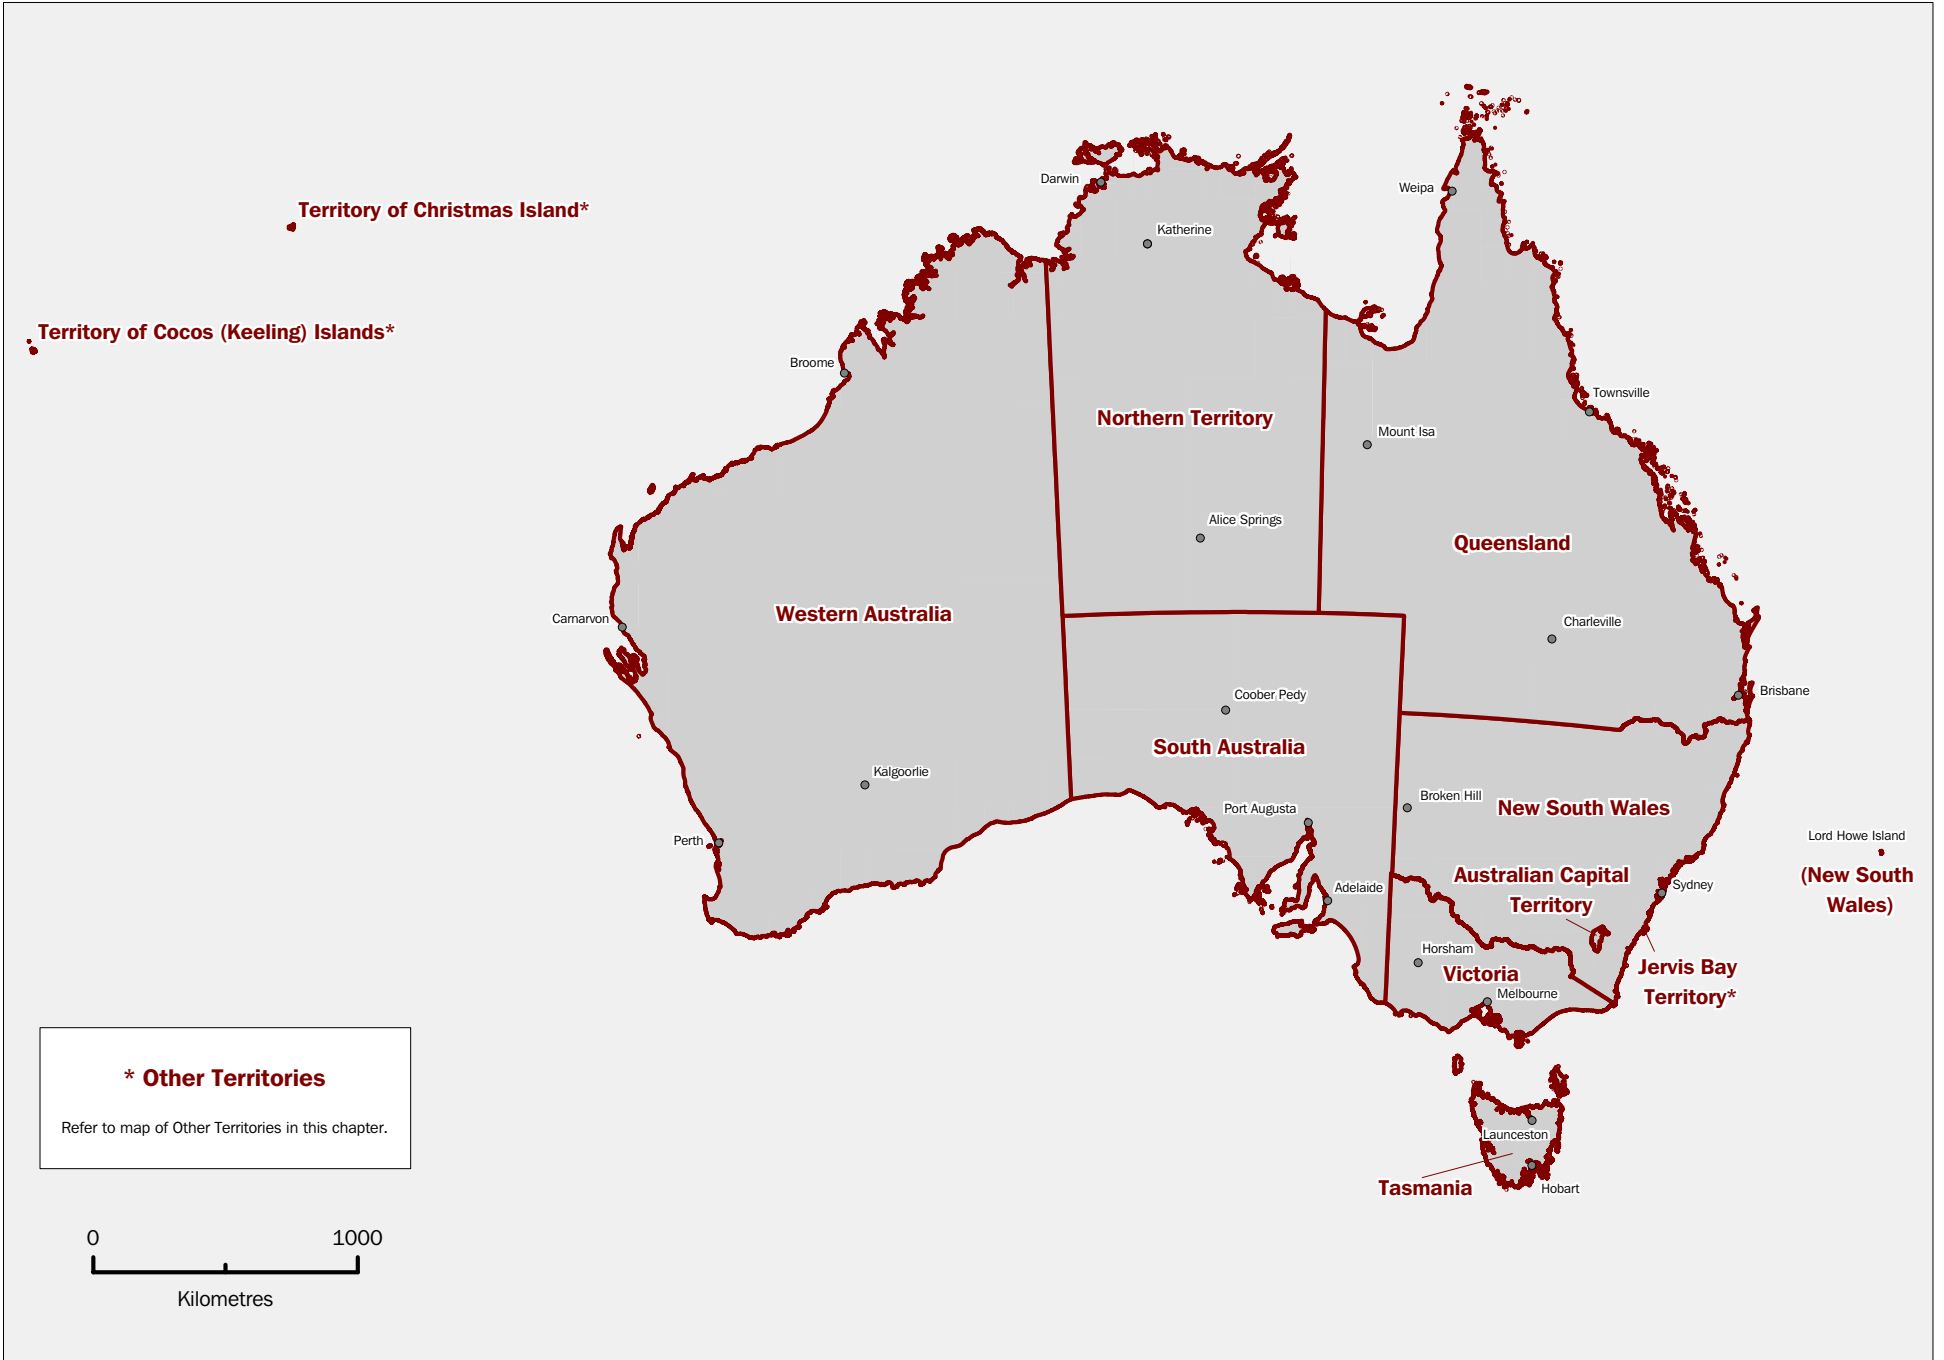 Darwin
Weipa
Territory of Christmas Island*
Katherine
Territory of Cocos (Keeling) Islands*
Broome
Townsville
Northern Territory
Mount Isa
Alice Springs
Queensland
Western Australia
Carnarvon
Charleville
Coober Pedy
Brisbane
South Australia
Kalgoorlie
Broken Hill
Port Augusta
New South Wales
Perth
Lord Howe Island
(New South
Wales)
Australian Capital
Territory
Sydney
Adelaide
Horsham
Victoria
Jervis Bay
Territory*
Melbourne
* Other Territories
Refer to map of Other Territories in this chapter.
Launceston
Tasmania
Hobart
0 1000
Kilometres